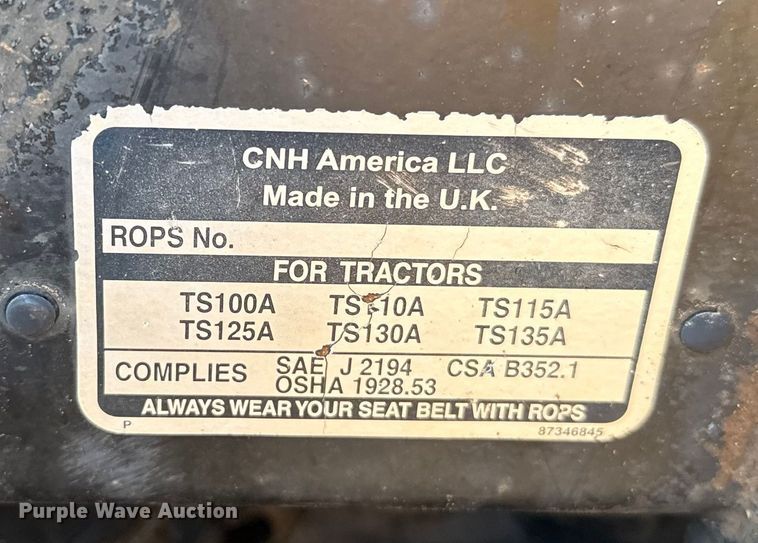 CNH America LLC
Made in the U.K.
ROPS No.
FOR TRACTORS
TS100A TS110A TS115A
TS125A TS130A TS135A
COMPLIES SAE J 2194 CSA B352.1
OSHA 1928.53
ALWAYS WEAR YOUR SEAT BELT WITH ROPS
P 87346845
Purple Wave Auction